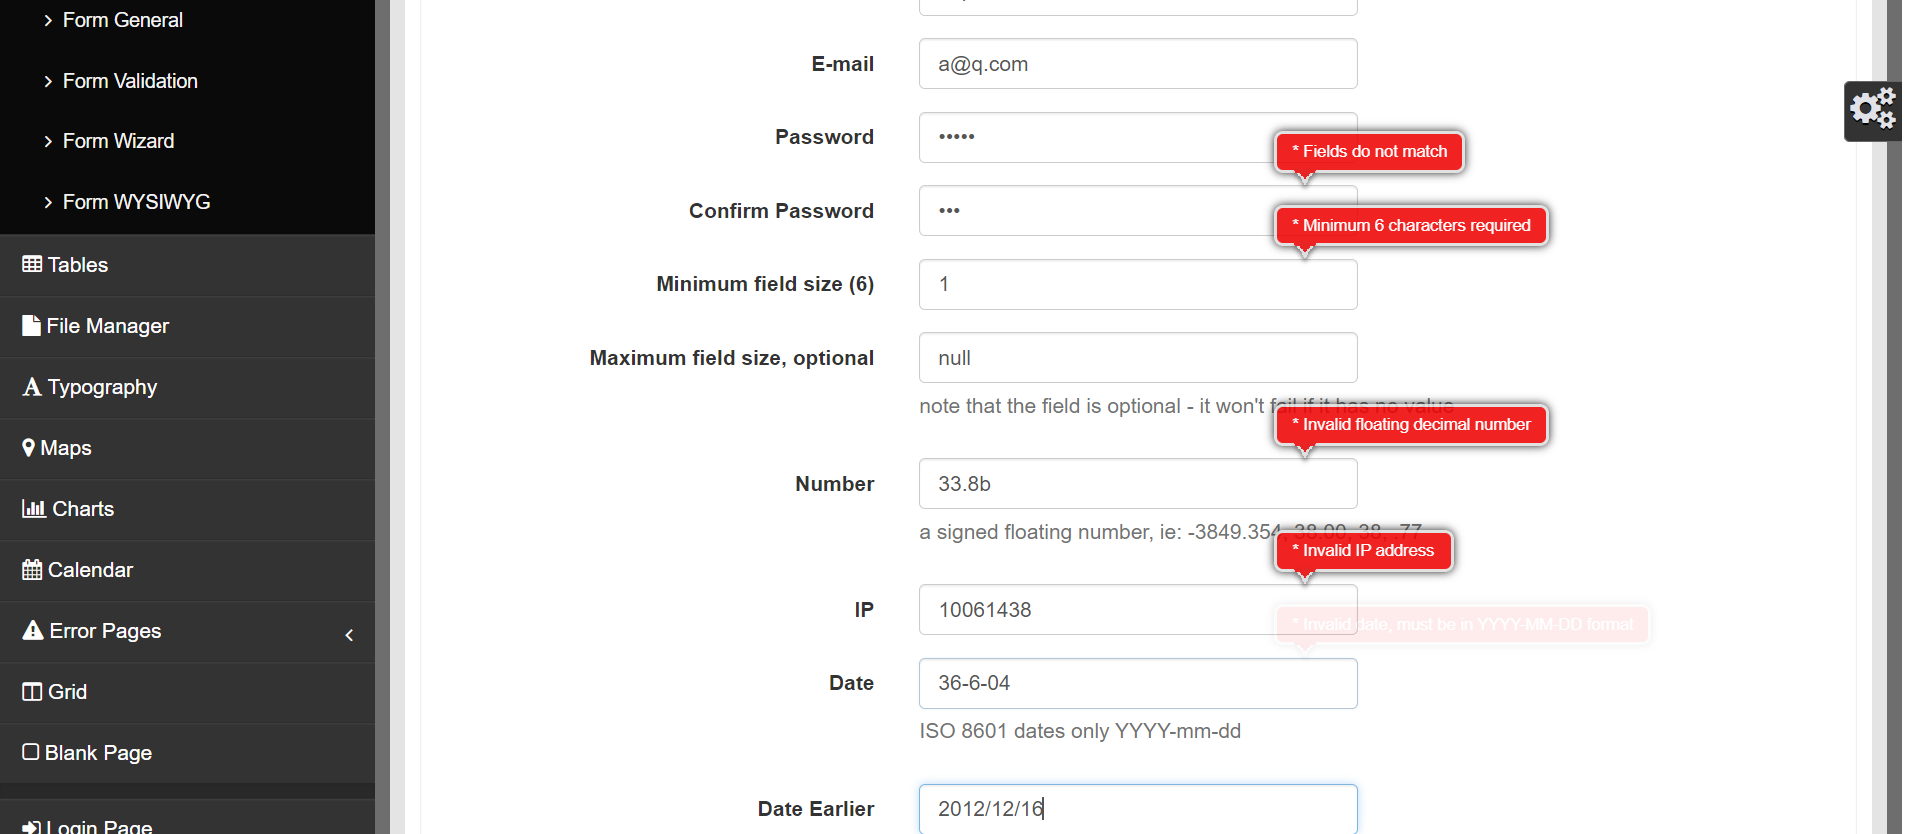 Form General
Form Validation
Form Wizard
Form WYSIWYG
Tables
File Manager
Typography
Maps
Charts
Calendar
Error Pages
Grid
Blank Page
Login Page
E-mail
a@q.com
Password
•••••
* Fields do not match
Confirm Password
•••
* Minimum 6 characters required
Minimum field size (6)
1
Maximum field size, optional
null
note that the field is optional - it won't fail if it has no value
* Invalid floating decimal number
Number
33.8b
a signed floating number, ie: -3849.354, 38.00, 38, .77
* Invalid IP address
IP
10061438
* Invalid date, must be in YYYY-MM-DD format
Date
36-6-04
ISO 8601 dates only YYYY-mm-dd
Date Earlier
2012/12/16